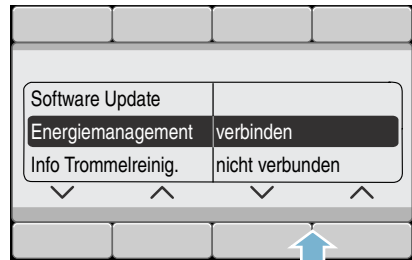 Software Update
Energiemanagement verbinden
Info Trommelreinig. nicht verbunden